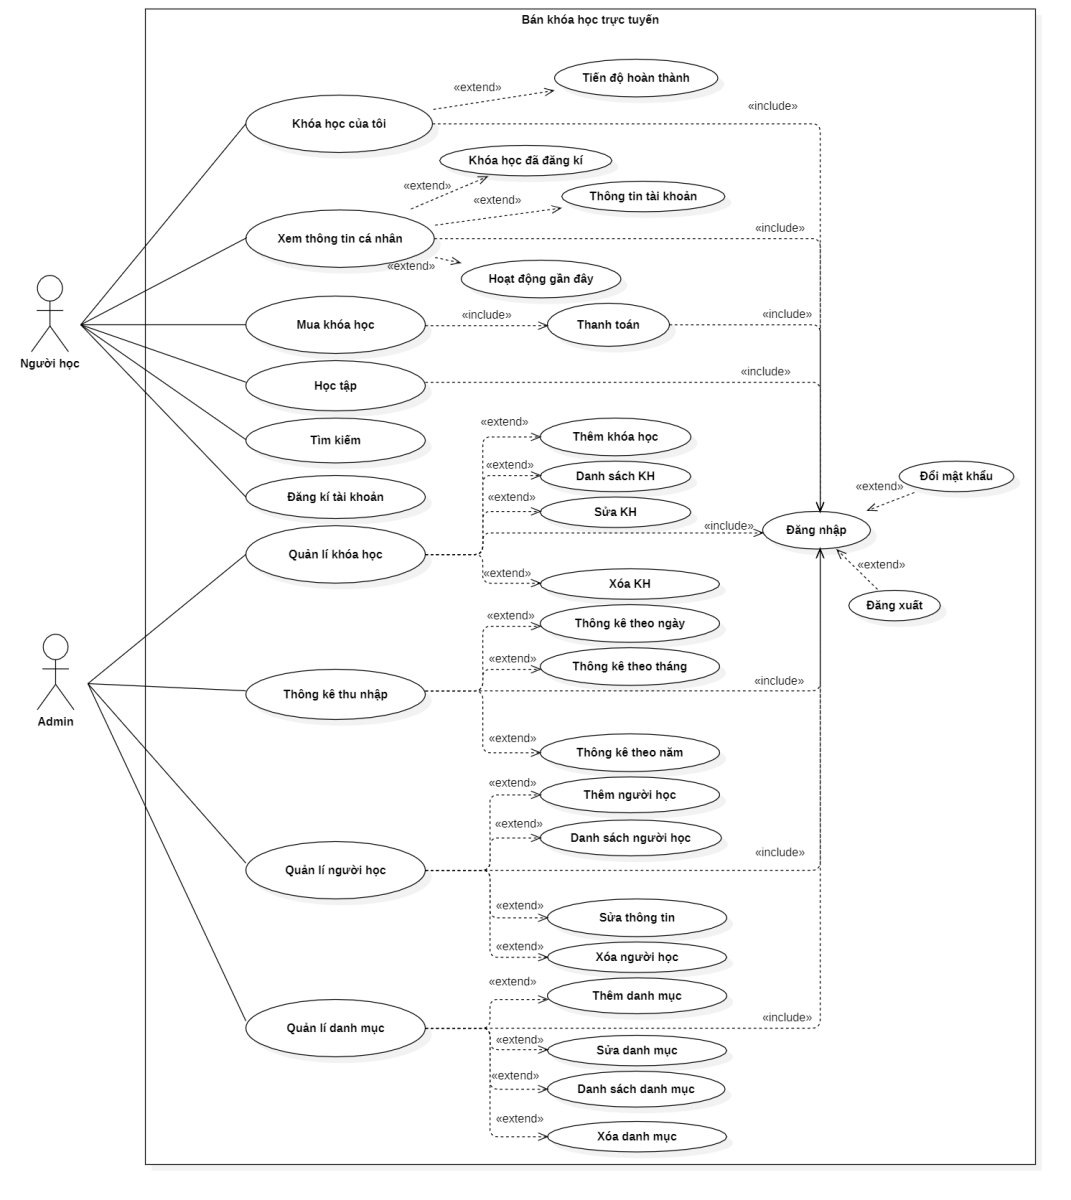 Bán khóa học trực tuyến
Tiến độ hoàn thành
«extend»
«include»
Khóa học của tôi
Khóa học đã đăng kí
«extend»
Thông tin tài khoản
«extend»
«include»
Xem thông tin cá nhân
«extend»
Hoạt động gần đây
«include»
«include»
Mua khóa học
Thanh toán
Người học
«include»
Học tập
«extend»
Thêm khóa học
Tìm kiếm
«extend»
Danh sách KH
Đổi mật khẩu
«extend»
«extend»
Đăng kí tài khoản
Sửa KH
«include»
Đăng nhập
Quản lí khóa học
«extend»
«extend»
Xóa KH
Đăng xuất
«extend»
Thông kê theo ngày
«extend»
Thông kê theo tháng
«include»
Thông kê thu nhập
Admin
«extend»
Thông kê theo năm
«extend»
Thêm người học
«extend»
Danh sách người học
«include»
Quản lí người học
«extend»
Sửa thông tin
«extend»
Xóa người học
«extend»
Thêm danh mục
«include»
Quản lí danh mục
«extend»
Sửa danh mục
«extend»
Danh sách danh mục
«extend»
Xóa danh mục